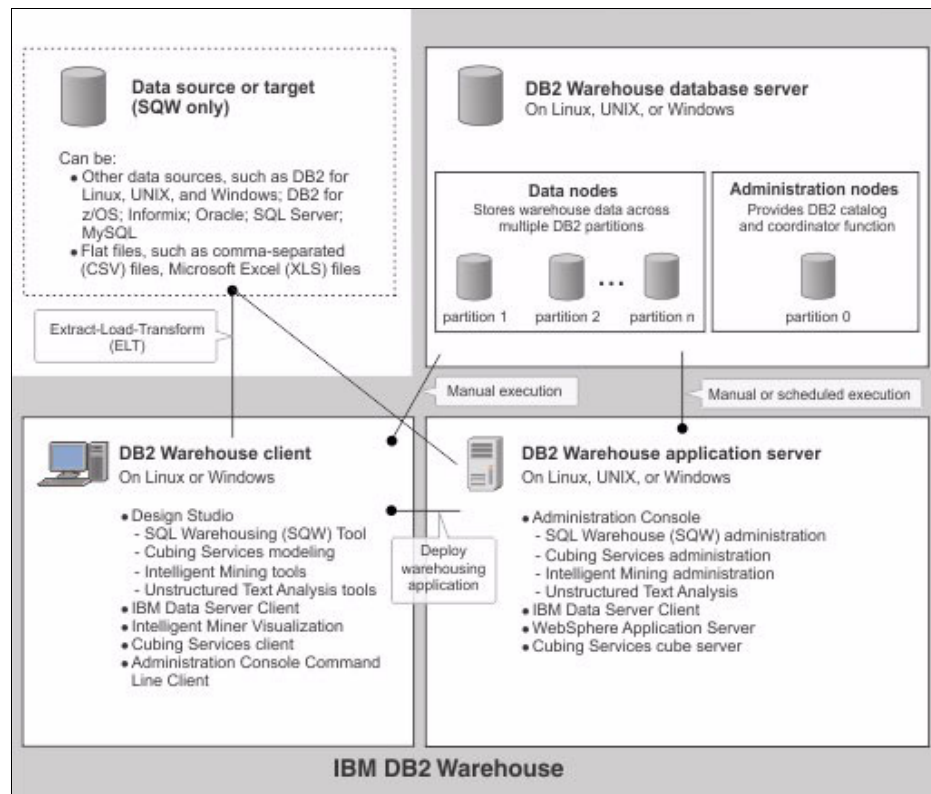 Data source or target
(SQW only)
Can be:
• Other data sources, such as DB2 for
Linux, UNIX, and Windows; DB2 for
z/OS; Informix; Oracle; SQL Server;
MySQL
• Flat files, such as comma-separated
(CSV) files, Microsoft Excel (XLS) files
DB2 Warehouse database server
On Linux, UNIX, or Windows
Data nodes
Stores warehouse data across
multiple DB2 partitions
partition 1
partition 2
...
partition n
Administration nodes
Provides DB2 catalog
and coordinator function
partition 0
Extract-Load-Transform
(ELT)
Manual execution
Manual or scheduled execution
DB2 Warehouse client
On Linux or Windows
• Design Studio
- SQL Warehousing (SQW) Tool
- Cubing Services modeling
- Intelligent Mining tools
- Unstructured Text Analysis tools
• IBM Data Server Client
• Intelligent Miner Visualization
• Cubing Services client
• Administration Console Command
Line Client
Deploy
warehousing
application
DB2 Warehouse application server
On Linux, UNIX, or Windows
• Administration Console
- SQL Warehouse (SQW) administration
- Cubing Services administration
- Intelligent Mining administration
- Unstructured Text Analysis
• IBM Data Server Client
• WebSphere Application Server
• Cubing Services cube server
IBM DB2 Warehouse